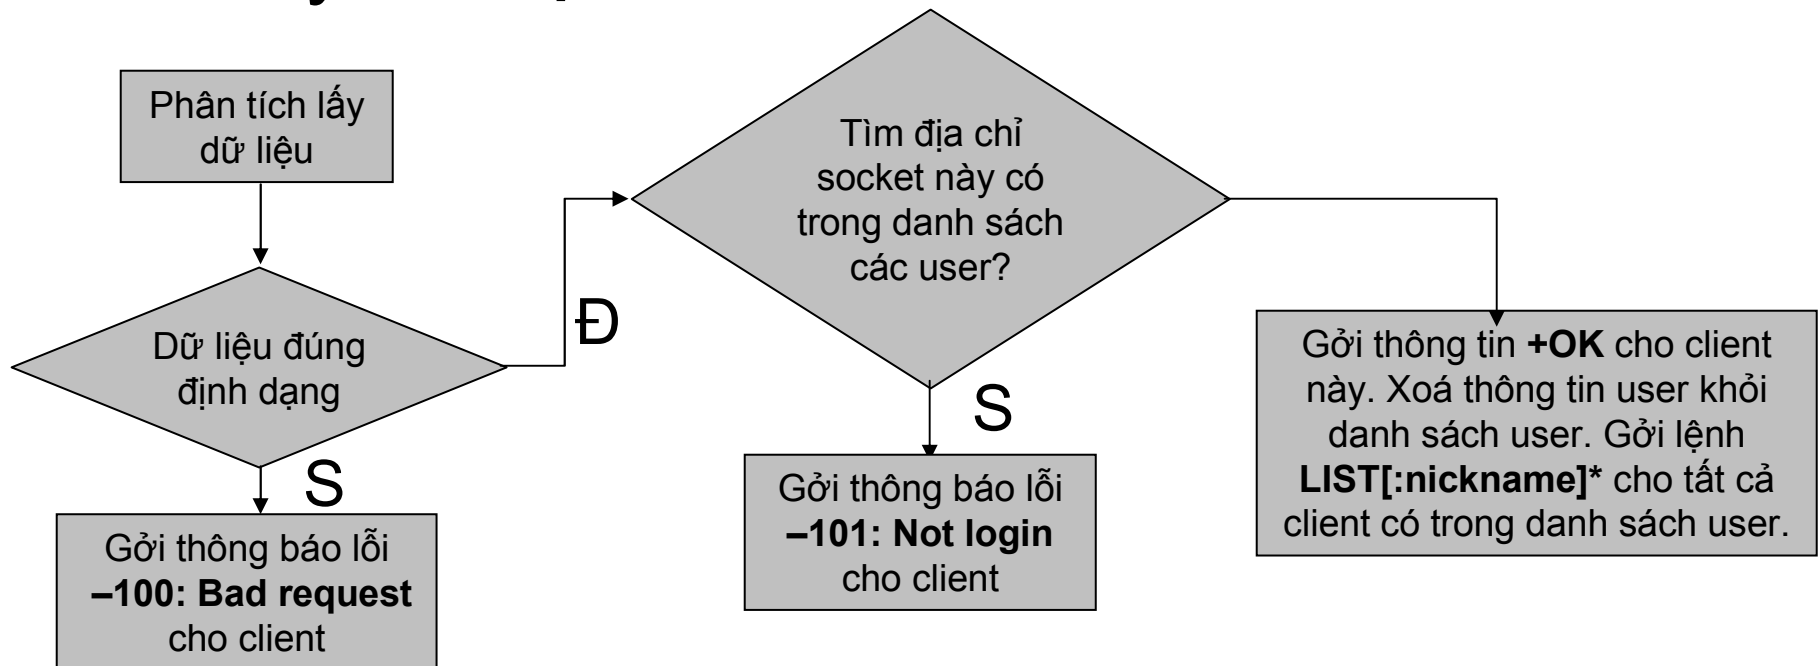 Phân tích lấy
dữ liệu
Dữ liệu đúng
định dạng
Đ
S
Gởi thông báo lỗi
–100: Bad request
cho client
Tìm địa chỉ
socket này có
trong danh sách
các user?
S
Gởi thông báo lỗi
–101: Not login
cho client
Gởi thông tin +OK cho client
này. Xoá thông tin user khỏi
danh sách user. Gởi lệnh
LIST[:nickname]* cho tất cả
client có trong danh sách user.